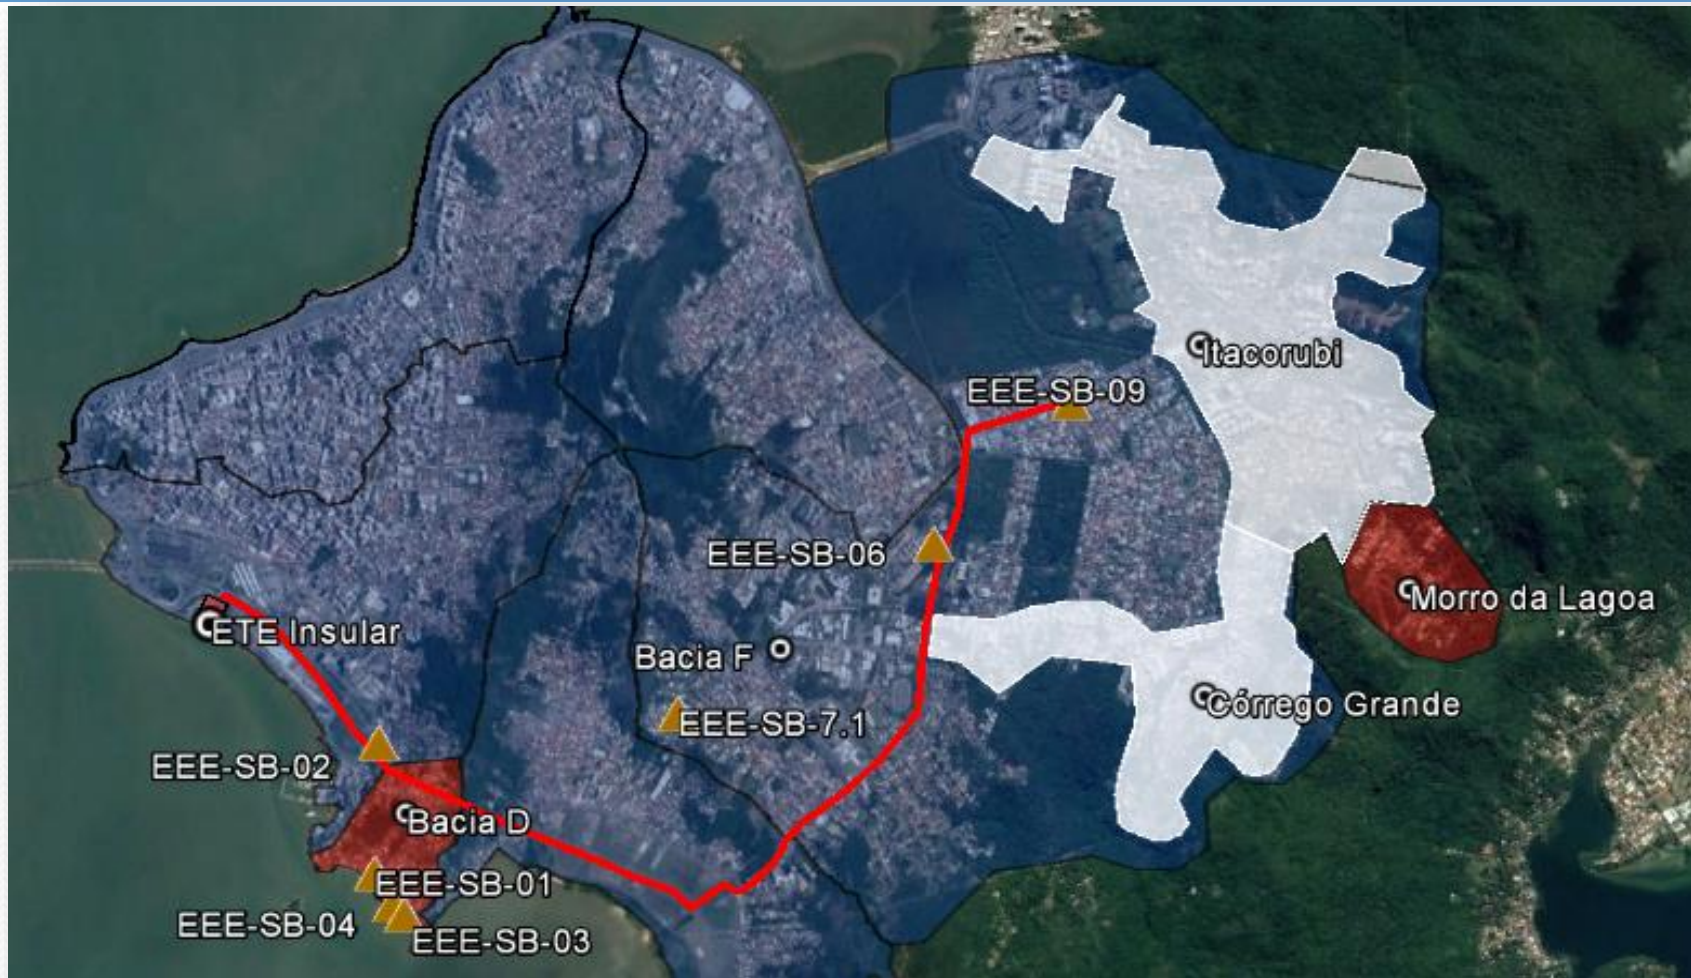 Itacorubi
EEE-SB-09
EEE-SB-06
Morro da Lagoa
ETE Insular
Bacia F
Córrego Grande
EEE-SB-7.1
EEE-SB-02
Bacia D
EEE-SB-01
EEE-SB-04
EEE-SB-03